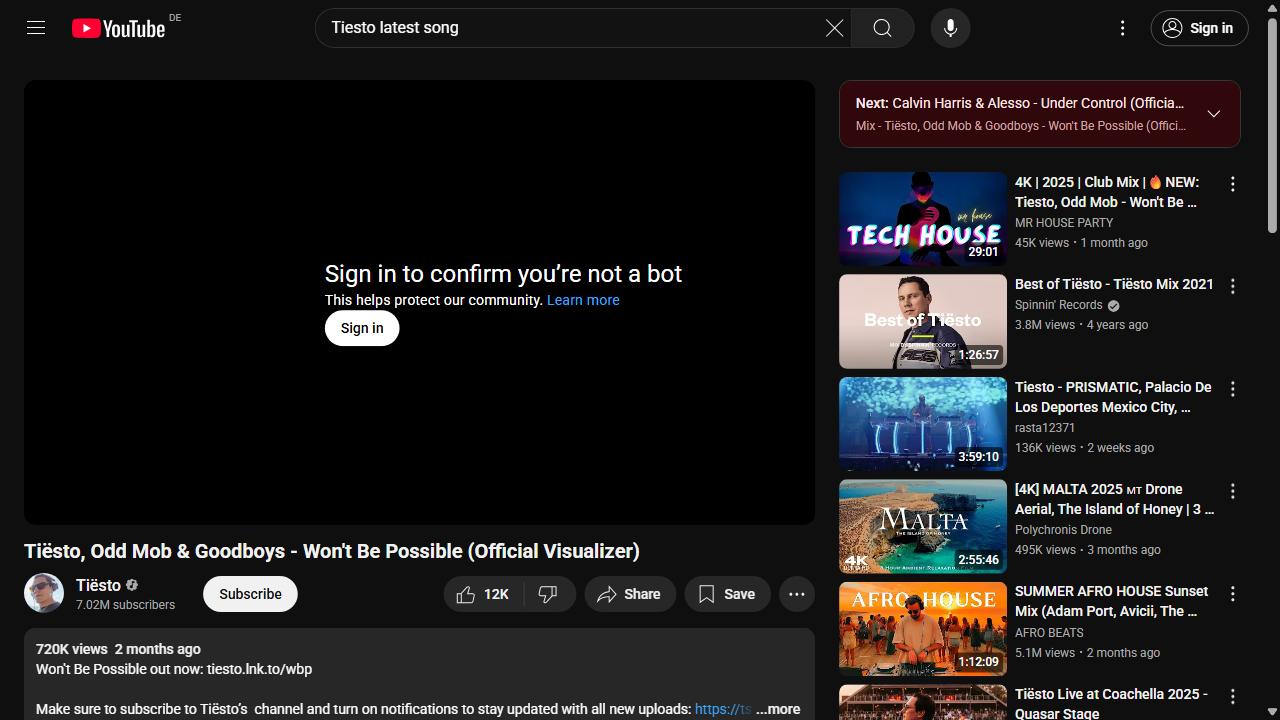 YouTube DE
Tiesto latest song
Sign in
Sign in to confirm you’re not a bot
This helps protect our community. Learn more
Sign in
Tiësto, Odd Mob & Goodboys - Won't Be Possible (Official Visualizer)
Tiësto
7.02M subscribers
Subscribe
12K
Share
Save
720K views 2 months ago
Won't Be Possible out now: tiesto.lnk.to/wbp
Make sure to subscribe to Tiësto's channel and turn on notifications to stay updated with all new uploads: https://ts ...more
Next: Calvin Harris & Alesso - Under Control (Officia...
Mix - Tiësto, Odd Mob & Goodboys - Won't Be Possible (Offici...
mr house
TECH HOUSE
29:01
4K | 2025 | Club Mix | 🔥 NEW:
Tiesto, Odd Mob - Won't Be ...
MR HOUSE PARTY
45K views • 1 month ago
Best of Tiësto
1:26:57
Best of Tiësto - Tiësto Mix 2021
Spinnin' Records
3.8M views • 4 years ago
3:59:10
Tiesto - PRISMATIC, Palacio De
Los Deportes Mexico City, ...
rasta12371
136K views • 2 weeks ago
MALTA
THE ISLAND OF HONEY
4K
2:55:46
[4K] MALTA 2025 🇲🇹 Drone
Aerial, The Island of Honey | 3 ...
Polychronis Drone
495K views • 3 months ago
AFRO HOUSE
1:12:09
SUMMER AFRO HOUSE Sunset
Mix (Adam Port, Avicii, The ...
AFRO BEATS
5.1M views • 2 months ago
Tiësto Live at Coachella 2025 -
Quasar Stage